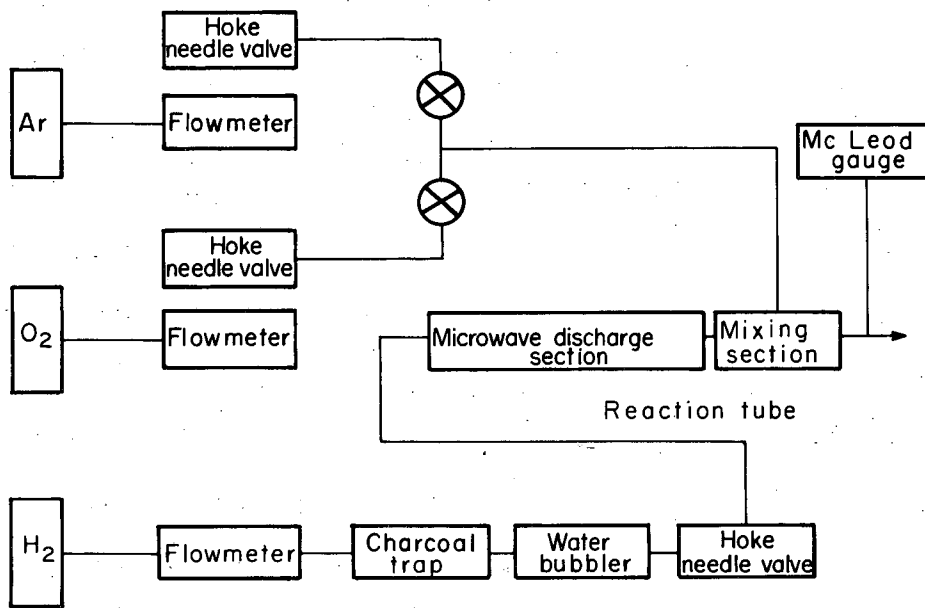 Hoke
needle valve
Ar
Flowmeter
Mc Leod
gauge
Hoke
needle valve
O2
Flowmeter
Microwave discharge
section
Mixing
section
Reaction tube
H2
Flowmeter
Charcoal
trap
Water
bubbler
Hoke
needle valve